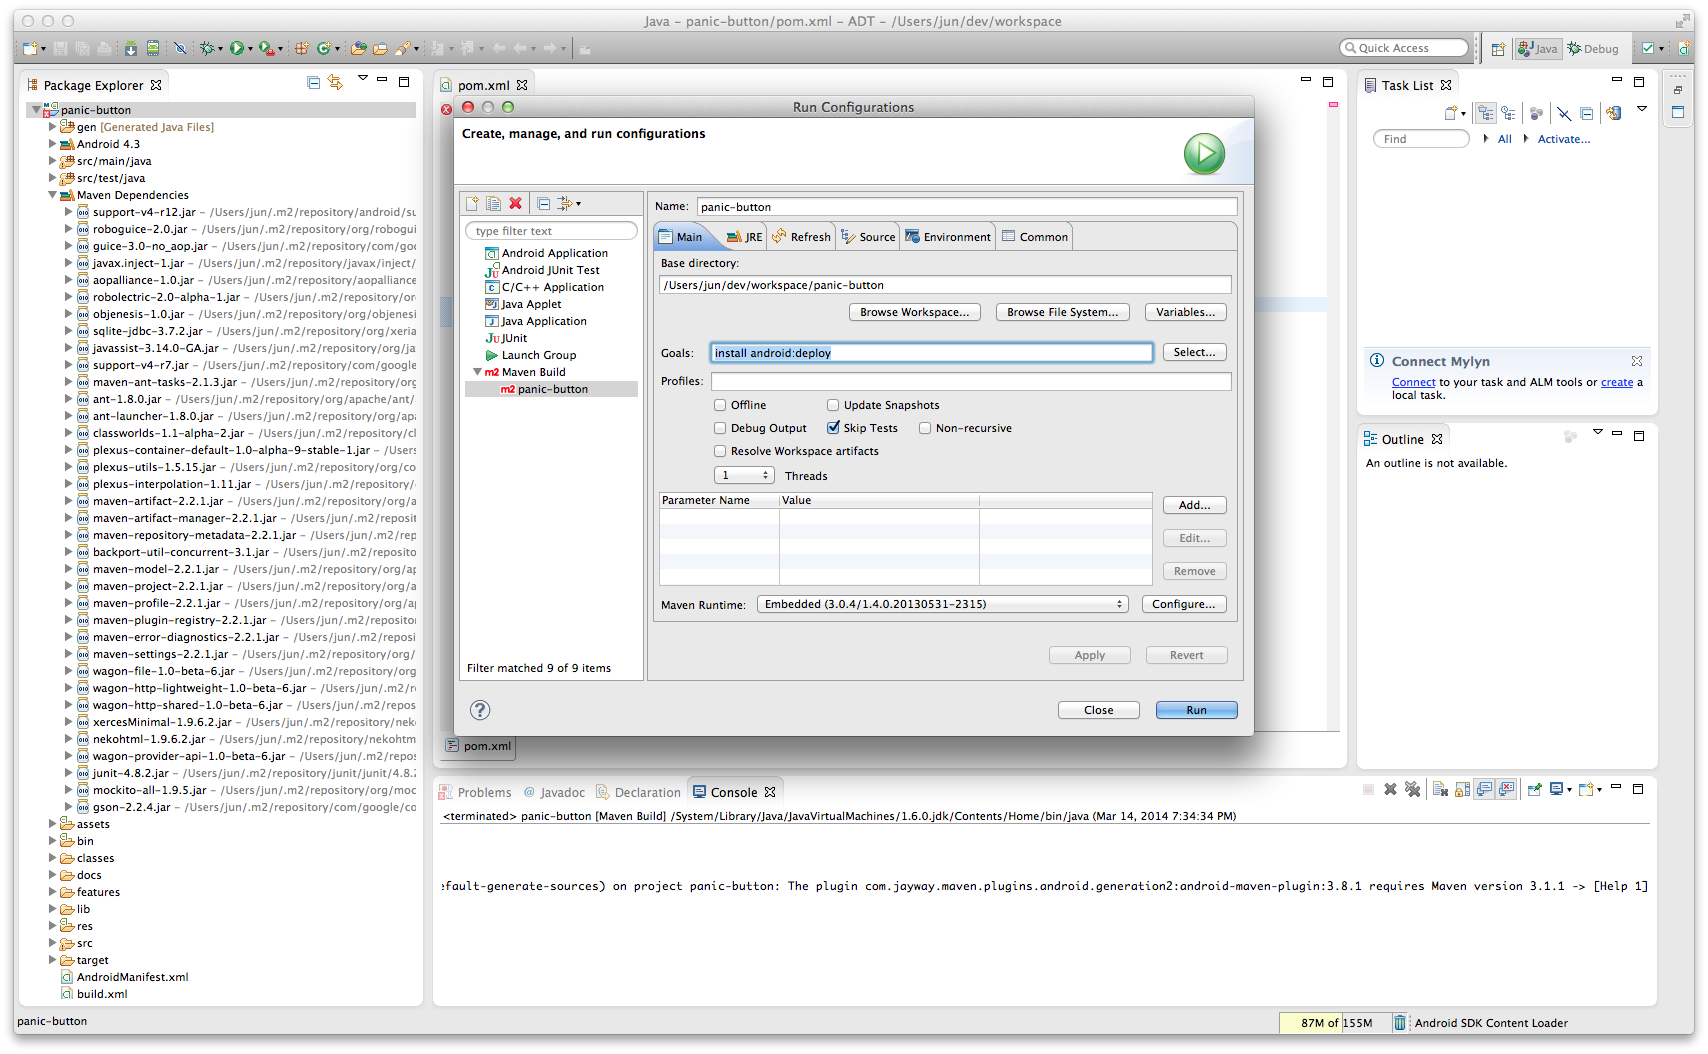 Java – panic-button/pom.xml – ADT – /Users/jun/dev/workspace
Quick Access
Java
Debug
Package Explorer
panic-button
gen [Generated Java Files]
Android 4.3
src/main/java
src/test/java
Maven Dependencies
support-v4-r12.jar – /Users/jun/.m2/repository/android/su
roboguice-2.0.jar – /Users/jun/.m2/repository/org/robogui
guice-3.0-no_aop.jar – /Users/jun/.m2/repository/com/goo
javax.inject-1.jar – /Users/jun/.m2/repository/javax/inject/
aopalliance-1.0.jar – /Users/jun/.m2/repository/aopalliance
robolectric-2.0-alpha-1.jar – /Users/jun/.m2/repository/or
objenesis-1.0.jar – /Users/jun/.m2/repository/org/objenesi
sqlite-jdbc-3.7.2.jar – /Users/jun/.m2/repository/org/xeria
javassist-3.14.0-GA.jar – /Users/jun/.m2/repository/org/ja
support-v4-r7.jar – /Users/jun/.m2/repository/com/google
maven-ant-tasks-2.1.3.jar – /Users/jun/.m2/repository/org
ant-1.8.0.jar – /Users/jun/.m2/repository/org/apache/ant/
ant-launcher-1.8.0.jar – /Users/jun/.m2/repository/org/apa
classworlds-1.1-alpha-2.jar – /Users/jun/.m2/repository/cl
plexus-container-default-1.0-alpha-9-stable-1.jar – /Users
plexus-utils-1.5.15.jar – /Users/jun/.m2/repository/org/co
plexus-interpolation-1.11.jar – /Users/jun/.m2/repository/
maven-artifact-2.2.1.jar – /Users/jun/.m2/repository/org/a
maven-artifact-manager-2.2.1.jar – /Users/jun/.m2/reposit
maven-repository-metadata-2.2.1.jar – /Users/jun/.m2/rep
backport-util-concurrent-3.1.jar – /Users/jun/.m2/reposito
maven-model-2.2.1.jar – /Users/jun/.m2/repository/org/ap
maven-project-2.2.1.jar – /Users/jun/.m2/repository/org/a
maven-profile-2.2.1.jar – /Users/jun/.m2/repository/org/ap
maven-plugin-registry-2.2.1.jar – /Users/jun/.m2/reposito
maven-error-diagnostics-2.2.1.jar – /Users/jun/.m2/reposi
maven-settings-2.2.1.jar – /Users/jun/.m2/repository/org/
wagon-file-1.0-beta-6.jar – /Users/jun/.m2/repository/org
wagon-http-lightweight-1.0-beta-6.jar – /Users/jun/.m2/r
wagon-http-shared-1.0-beta-6.jar – /Users/jun/.m2/repos
xercesMinimal-1.9.6.2.jar – /Users/jun/.m2/repository/nek
nekohtml-1.9.6.2.jar – /Users/jun/.m2/repository/nekohtm
wagon-provider-api-1.0-beta-6.jar – /Users/jun/.m2/repos
junit-4.8.2.jar – /Users/jun/.m2/repository/junit/junit/4.8.2
mockito-all-1.9.5.jar – /Users/jun/.m2/repository/org/moc
gson-2.2.4.jar – /Users/jun/.m2/repository/com/google/co
assets
bin
classes
docs
features
lib
res
src
target
AndroidManifest.xml
build.xml
pom.xml
Run Configurations
Create, manage, and run configurations
type filter text
Android Application
Android JUnit Test
C/C++ Application
Java Applet
Java Application
JUnit
Launch Group
m2 Maven Build
m2 panic-button
Filter matched 9 of 9 items
Name: panic-button
Main
JRE
Refresh
Source
Environment
Common
Base directory:
/Users/jun/dev/workspace/panic-button
Browse Workspace...
Browse File System...
Variables...
Goals: install android:deploy
Select...
Profiles:
Offline
Update Snapshots
Debug Output
Skip Tests
Non-recursive
Resolve Workspace artifacts
1
Threads
Parameter Name
Value
Add...
Edit...
Remove
Maven Runtime: Embedded (3.0.4/1.4.0.20130531-2315)
Configure...
Apply
Revert
Close
Run
pom.xml
Task List
Find
All
Activate...
Connect Mylyn
Connect to your task and ALM tools or create a
local task.
Outline
An outline is not available.
Problems
@ Javadoc
Declaration
Console
<terminated> panic-button [Maven Build] /System/Library/Java/JavaVirtualMachines/1.6.0.jdk/Contents/Home/bin/java (Mar 14, 2014 7:34:34 PM)
efault-generate-sources) on project panic-button: The plugin com.jayway.maven.plugins.android.generation2:android-maven-plugin:3.8.1 requires Maven version 3.1.1 -> [Help 1]
panic-button
87M of 155M
Android SDK Content Loader